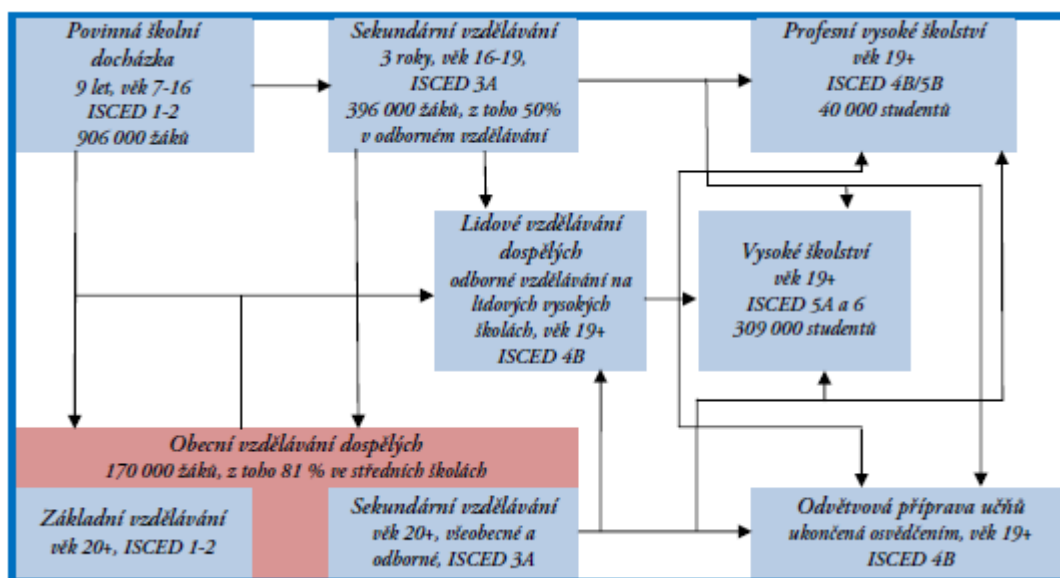 Povinná školní
docházka
9 let, věk 7-16
ISCED 1-2
906 000 žáků
Sekundární vzdělávání
3 roky, věk 16-19,
ISCED 3A
396 000 žáků, z toho 50%
v odborném vzdělávání
Profesní vysoké školství
věk 19+
ISCED 4B/5B
40 000 studentů
Lidové vzdělávání
dospělých
odborné vzdělávání na
lidových vysokých
školách, věk 19+
ISCED 4B
Vysoké školství
věk 19+
ISCED 5A a 6
309 000 studentů
Obecní vzdělávání dospělých
170 000 žáků, z toho 81 % ve středních školách
Základní vzdělávání
věk 20+, ISCED 1-2
Sekundární vzdělávání
věk 20+, všeobecné a
odborné, ISCED 3A
Odvětvová příprava učňů
ukončená osvědčením, věk 19+
ISCED 4B